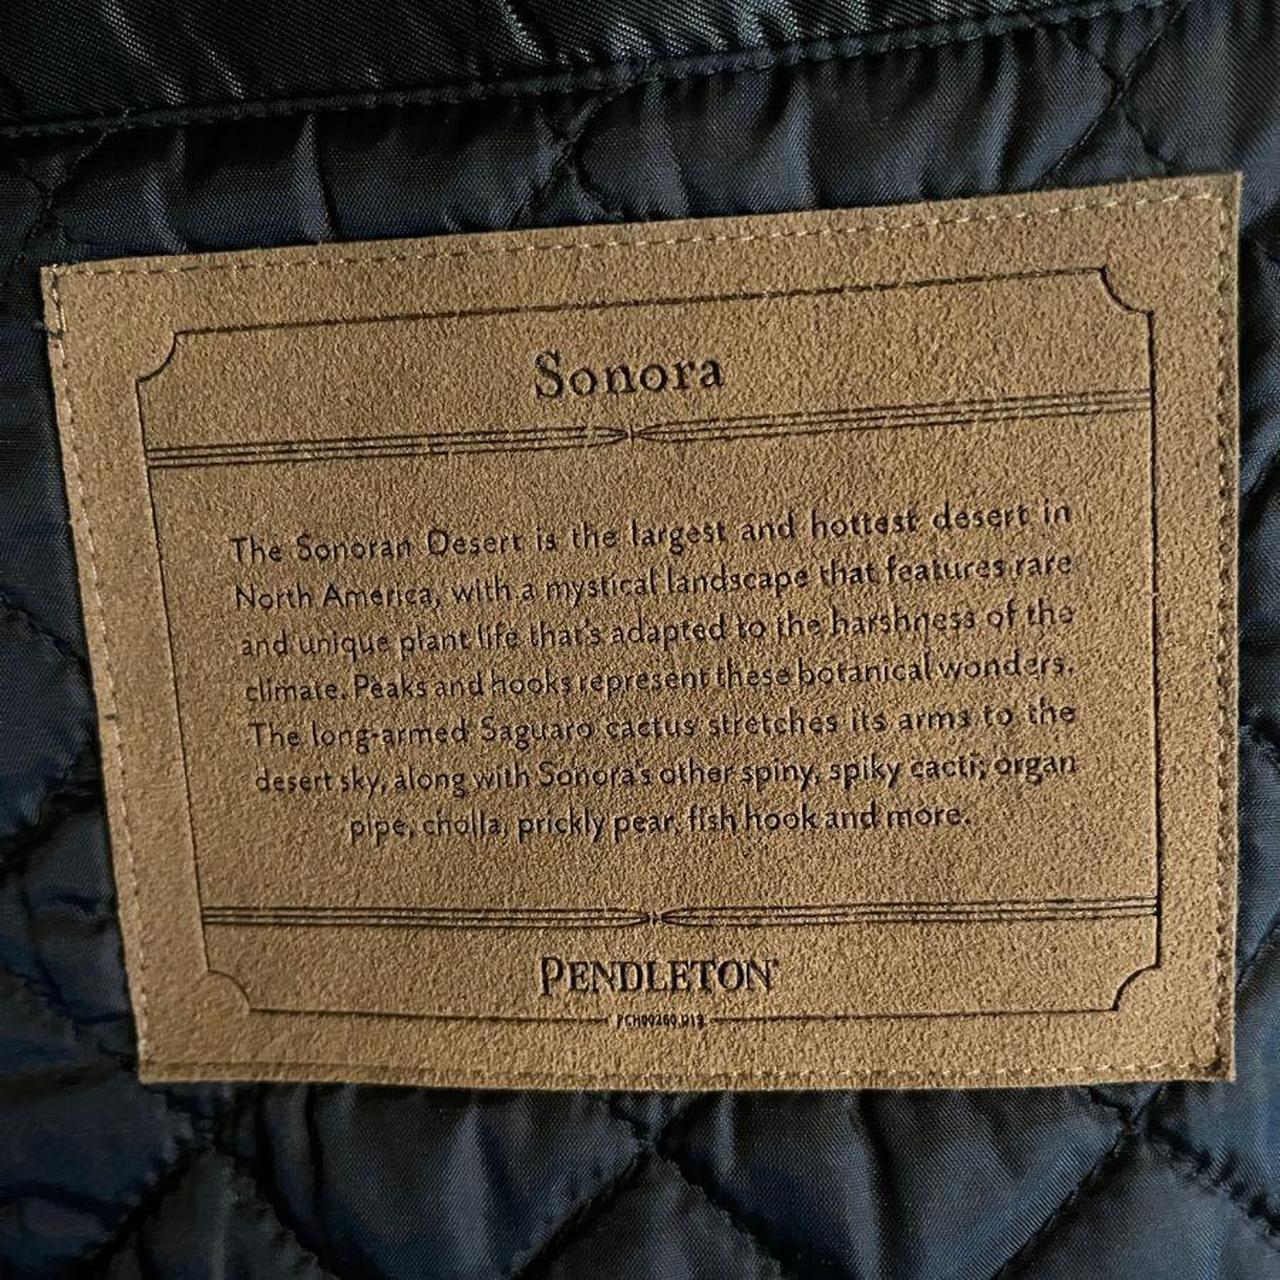 Sonora
The Sonoran Desert is the largest and hottest desert in
North America, with a mystical landscape that features rare
and unique plant life that's adapted to the harshness of the
climate. Peaks and hooks represent these botanical wonders.
The long-armed Saguaro cactus stretches its arms to the
desert sky, along with Sonora's other spiny, spiky cacti; organ
pipe, cholla, prickly pear, fish hook and more.
PENDLETON